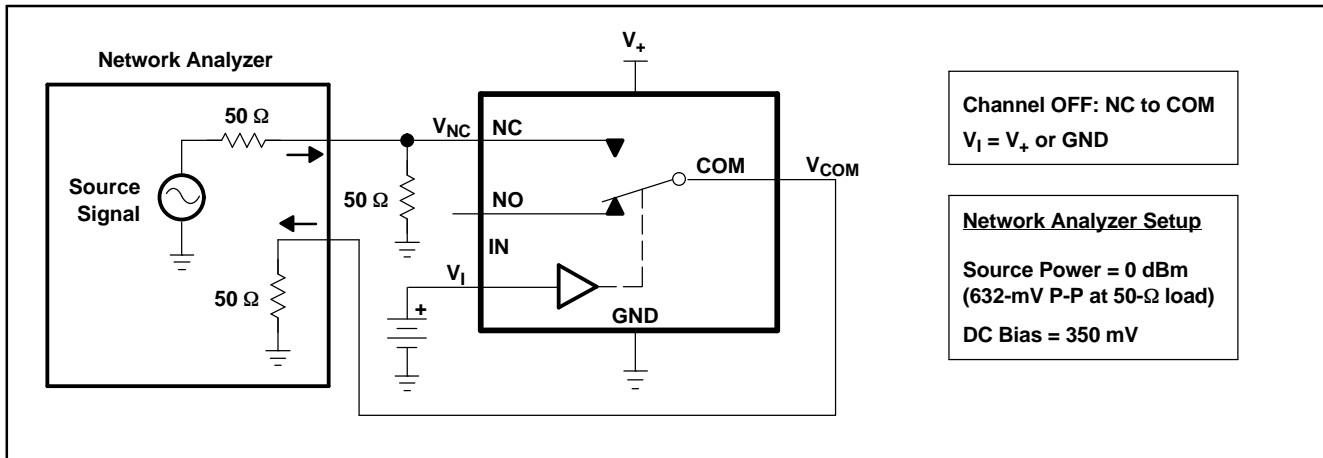 Network Analyzer
50 Ω
Source
Signal
50 Ω
50 Ω
V+
VNC
NC
NO
IN
VI
+
GND
COM
VCOM
Channel OFF: NC to COM
VI = V+ or GND
Network Analyzer Setup
Source Power = 0 dBm
(632-mV P-P at 50-Ω load)
DC Bias = 350 mV